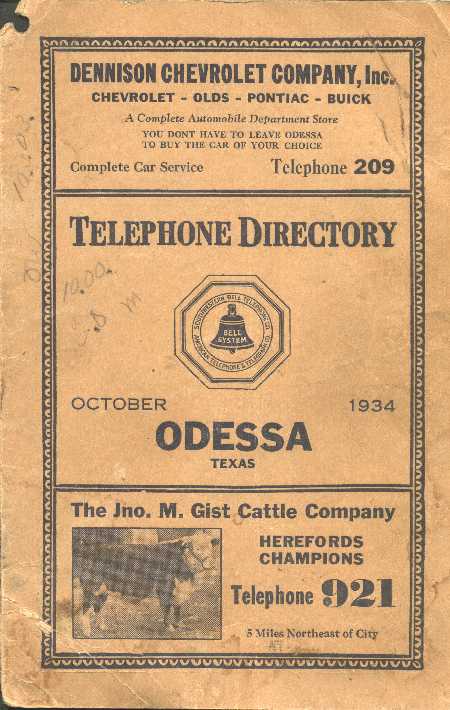 DENNISON CHEVROLET COMPANY, Inc.
CHEVROLET - OLDS - PONTIAC - BUICK
A Complete Automobile Department Store
YOU DONT HAVE TO LEAVE ODESSA
TO BUY THE CAR OF YOUR CHOICE
Complete Car Service Telephone 209
TELEPHONE DIRECTORY
SOUTHWESTERN BELL TELEPHONE CO.
BELL
SYSTEM
AMERICAN TELEPHONE & TELEGRAPH CO.
10.00.
OCTOBER 1934
ODESSA
TEXAS
The Jno. M. Gist Cattle Company
HEREFORDS
CHAMPIONS
Telephone 921
5 Miles Northeast of City